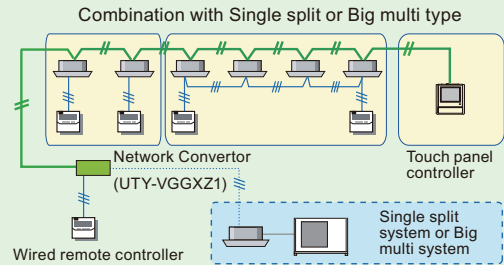 Combination with Single split or Big multi type
Touch panel
controller
Network Convertor
(UTY-VGGXZ1)
Single split
system or Big
multi system
Wired remote controller